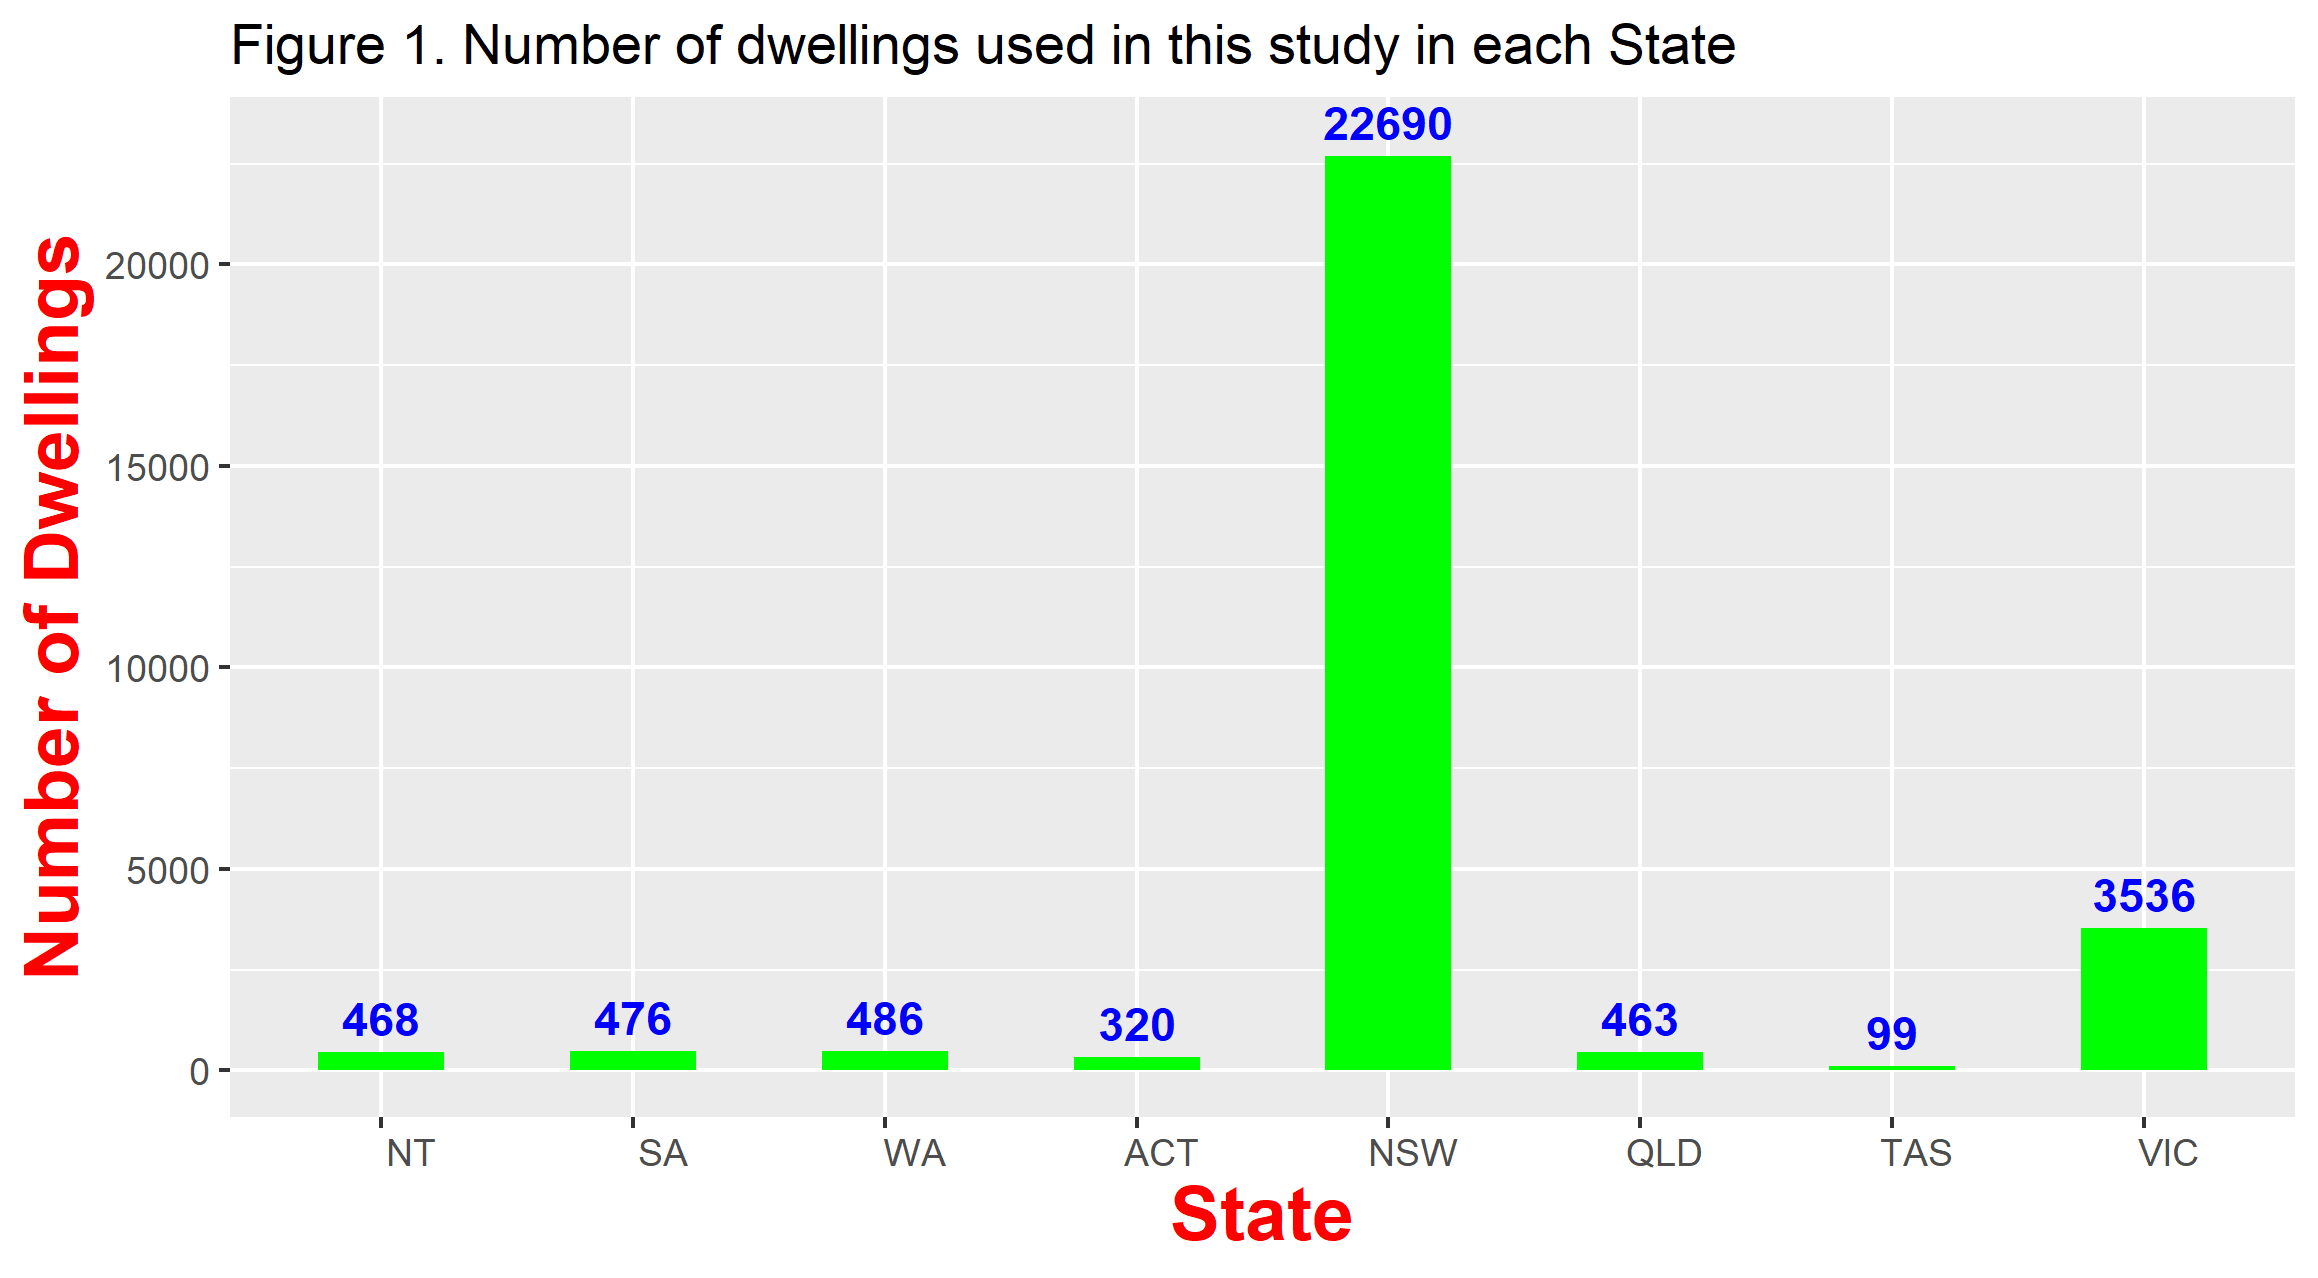 Figure 1. Number of dwellings used in this study in each State
Number of Dwellings
20000
15000
10000
5000
0
468
476
486
320
22690
463
99
3536
NT
SA
WA
ACT
NSW
QLD
TAS
VIC
State